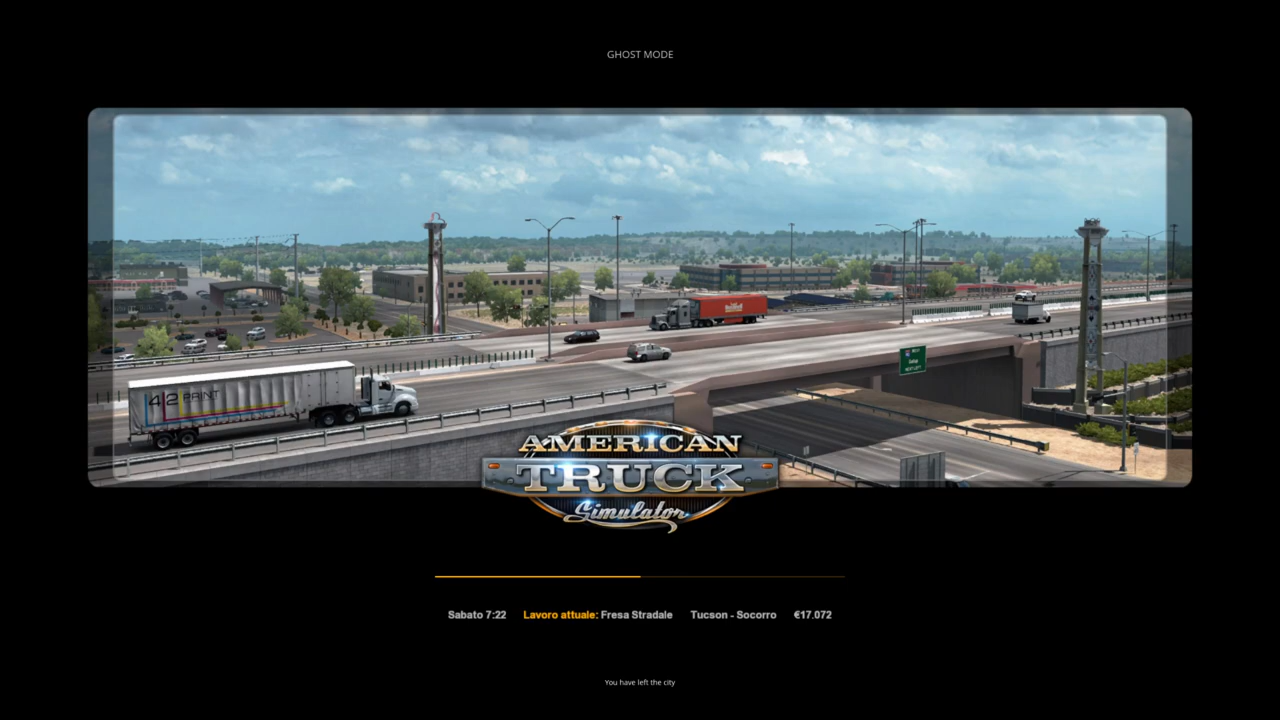 GHOST MODE
42 PRINT
AMERICAN
TRUCK
Simulator
Sabato 7:22 Lavoro attuale: Fresa Stradale Tucson - Socorro €17.072
You have left the city